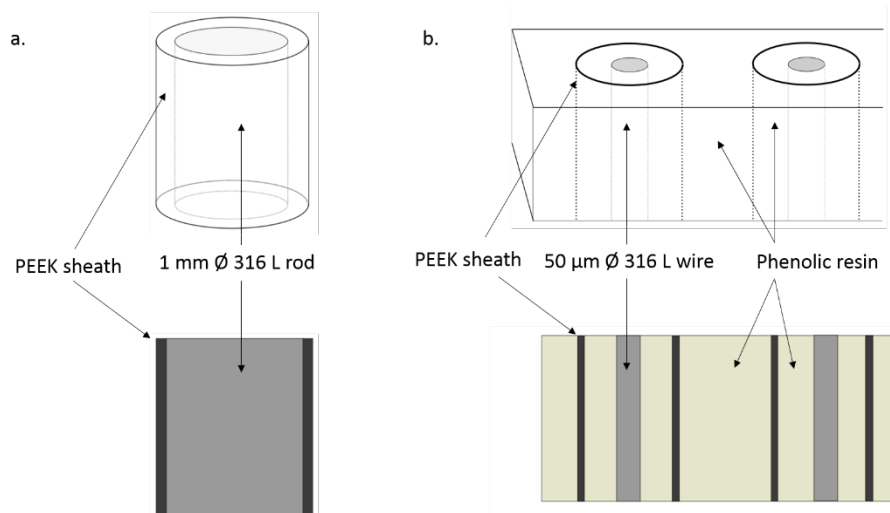 a.
b.
PEEK sheath
1 mm Ø 316 L rod
PEEK sheath
50 µm Ø 316 L wire
Phenolic resin